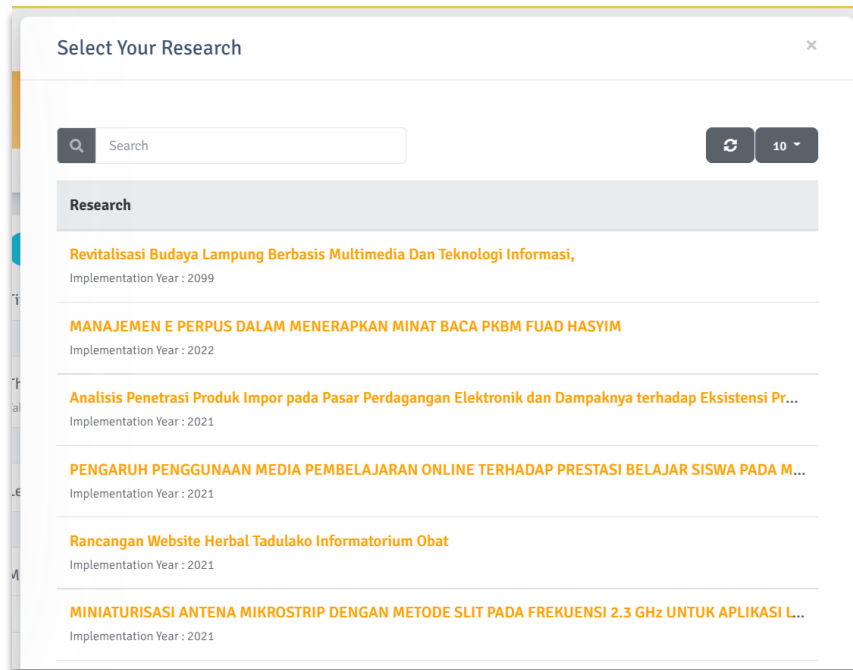 Select Your Research
×
Search
10
Research
Revitalisasi Budaya Lampung Berbasis Multimedia Dan Teknologi Informasi,
Implementation Year : 2099
MANAJEMEN E PERPUS DALAM MENERAPKAN MINAT BACA PKBM FUAD HASYIM
Implementation Year : 2022
Analisis Penetrasi Produk Impor pada Pasar Perdagangan Elektronik dan Dampaknya terhadap Eksistensi Pr...
Implementation Year : 2021
PENGARUH PENGGUNAAN MEDIA PEMBELAJARAN ONLINE TERHADAP PRESTASI BELAJAR SISWA PADA M...
Implementation Year : 2021
Rancangan Website Herbal Tadulako Informatorium Obat
Implementation Year : 2021
MINIATURISASI ANTENA MIKROSTRIP DENGAN METODE SLIT PADA FREKUENSI 2.3 GHz UNTUK APLIKASI L...
Implementation Year : 2021